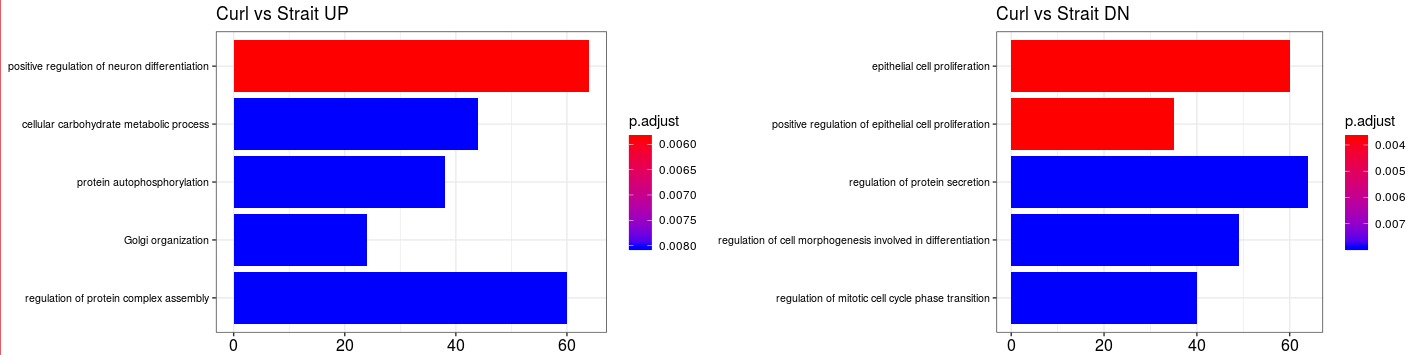 Curl vs Strait UP
positive regulation of neuron differentiation
cellular carbohydrate metabolic process
protein autophosphorylation
Golgi organization
regulation of protein complex assembly
0 20 40 60
p.adjust
0.0060
0.0065
0.0070
0.0075
0.0080
Curl vs Strait DN
epithelial cell proliferation
positive regulation of epithelial cell proliferation
regulation of protein secretion
regulation of cell morphogenesis involved in differentiation
regulation of mitotic cell cycle phase transition
0 20 40 60
p.adjust
0.004
0.005
0.006
0.007